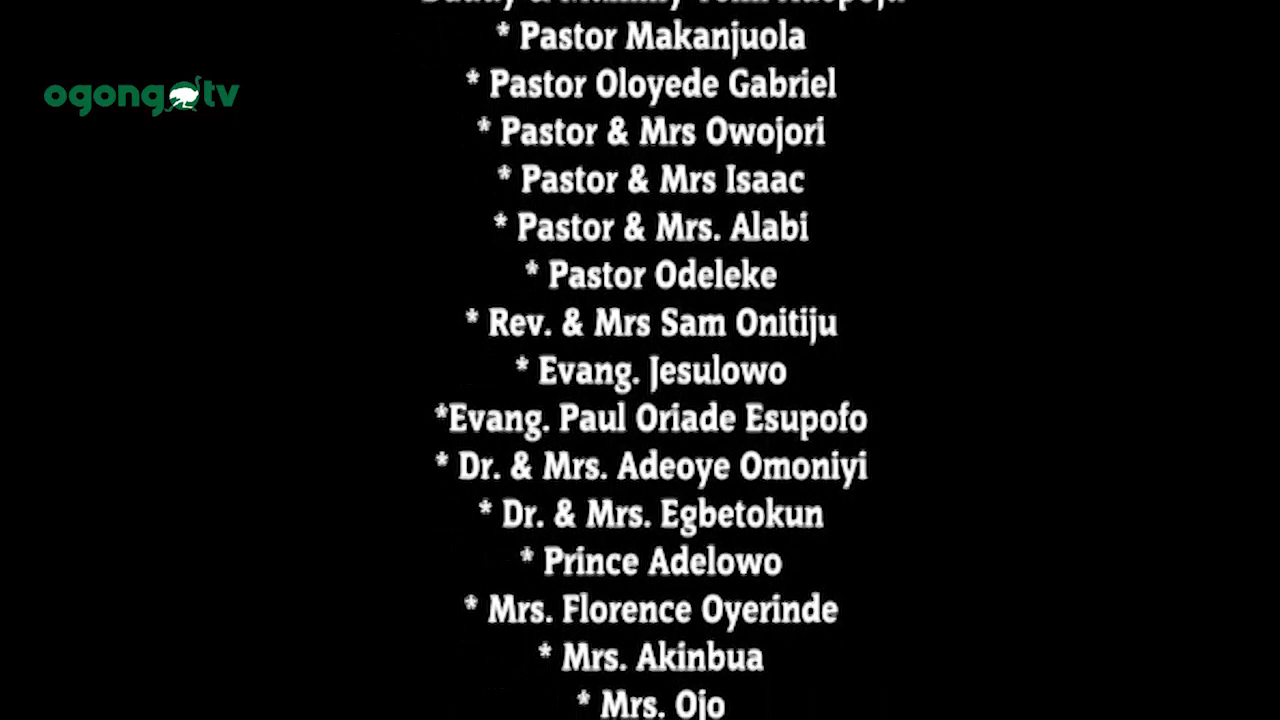 * Pastor Makanjuola
ogongotv
* Pastor Oloyede Gabriel
* Pastor & Mrs Owojori
* Pastor & Mrs Isaac
* Pastor & Mrs. Alabi
* Pastor Odeleke
* Rev. & Mrs Sam Onitiju
* Evang. Jesulowo
*Evang. Paul Oriade Esupofo
* Dr. & Mrs. Adeoye Omoniyi
* Dr. & Mrs. Egbetokun
* Prince Adelowo
* Mrs. Florence Oyerinde
* Mrs. Akinbua
* Mrs. Ojo